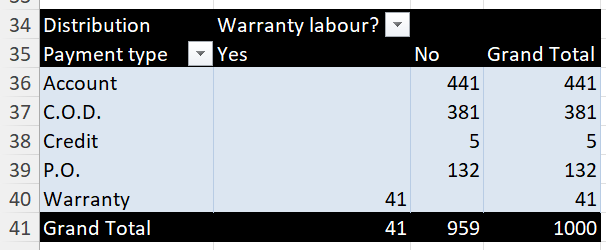 34 Distribution Warranty labour?
35 Payment type Yes No Grand Total
36 Account 441 441
37 C.O.D. 381 381
38 Credit 5 5
39 P.O. 132 132
40 Warranty 41 41
41 Grand Total 41 959 1000